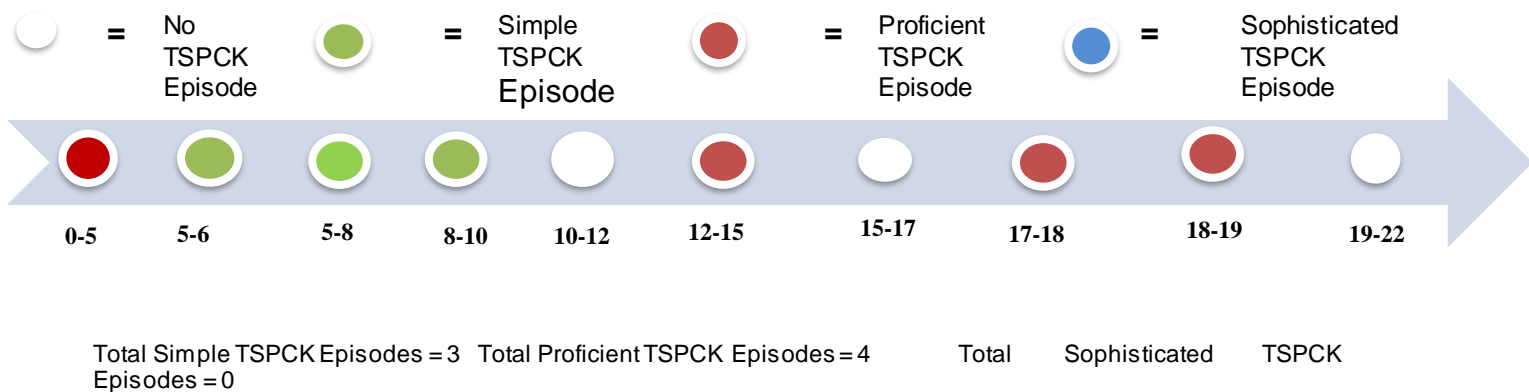 = No TSPCK Episode = Simple TSPCK Episode = Proficient TSPCK Episode = Sophisticated TSPCK Episode
0-5 5-6 5-8 8-10 10-12 12-15 15-17 17-18 18-19 19-22
Total Simple TSPCK Episodes = 3 Total Proficient TSPCK Episodes = 4 Total Sophisticated TSPCK
Episodes = 0